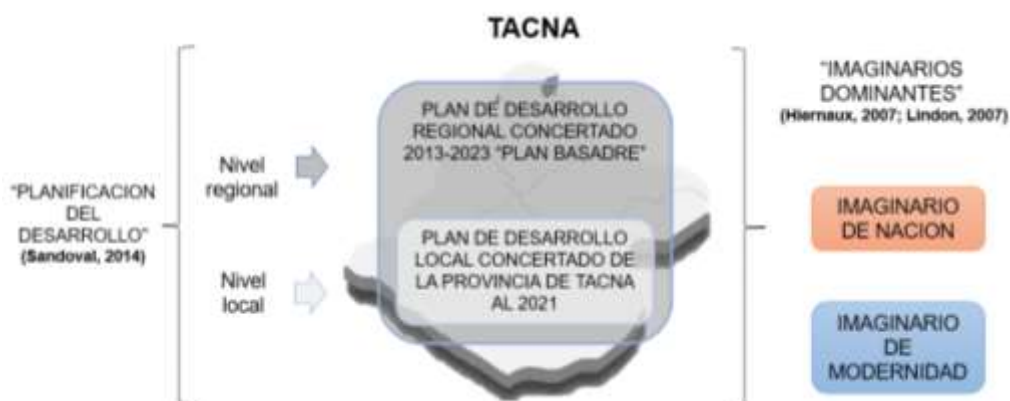 TACNA
"PLANIFICACION
DEL
DESARROLLO"
(Sandoval, 2014)
Nivel
regional
Nivel
local
PLAN DE DESARROLLO
REGIONAL CONCERTADO
2013-2023 "PLAN BASADRE"
PLAN DE DESARROLLO
LOCAL CONCERTADO DE
LA PROVINCIA DE TACNA
AL 2021
"IMAGINARIOS
DOMINANTES"
(Hiernaux, 2007; Lindon, 2007)
IMAGINARIO
DE NACION
IMAGINARIO
DE
MODERNIDAD